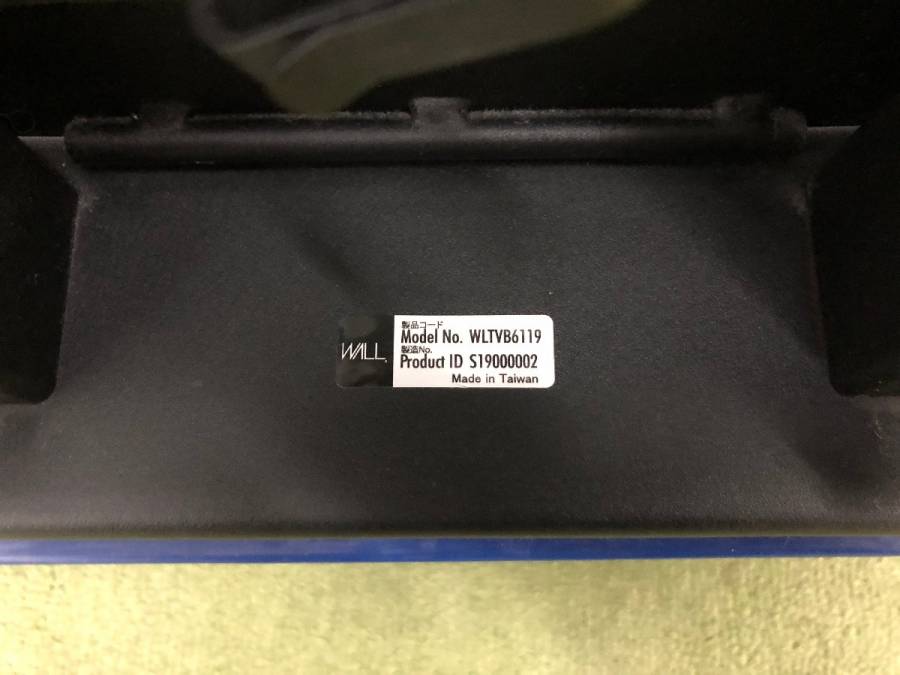 WALL.
製品コード
Model No. WLTVB6119
製造No.
Product ID S19000002
Made in Taiwan